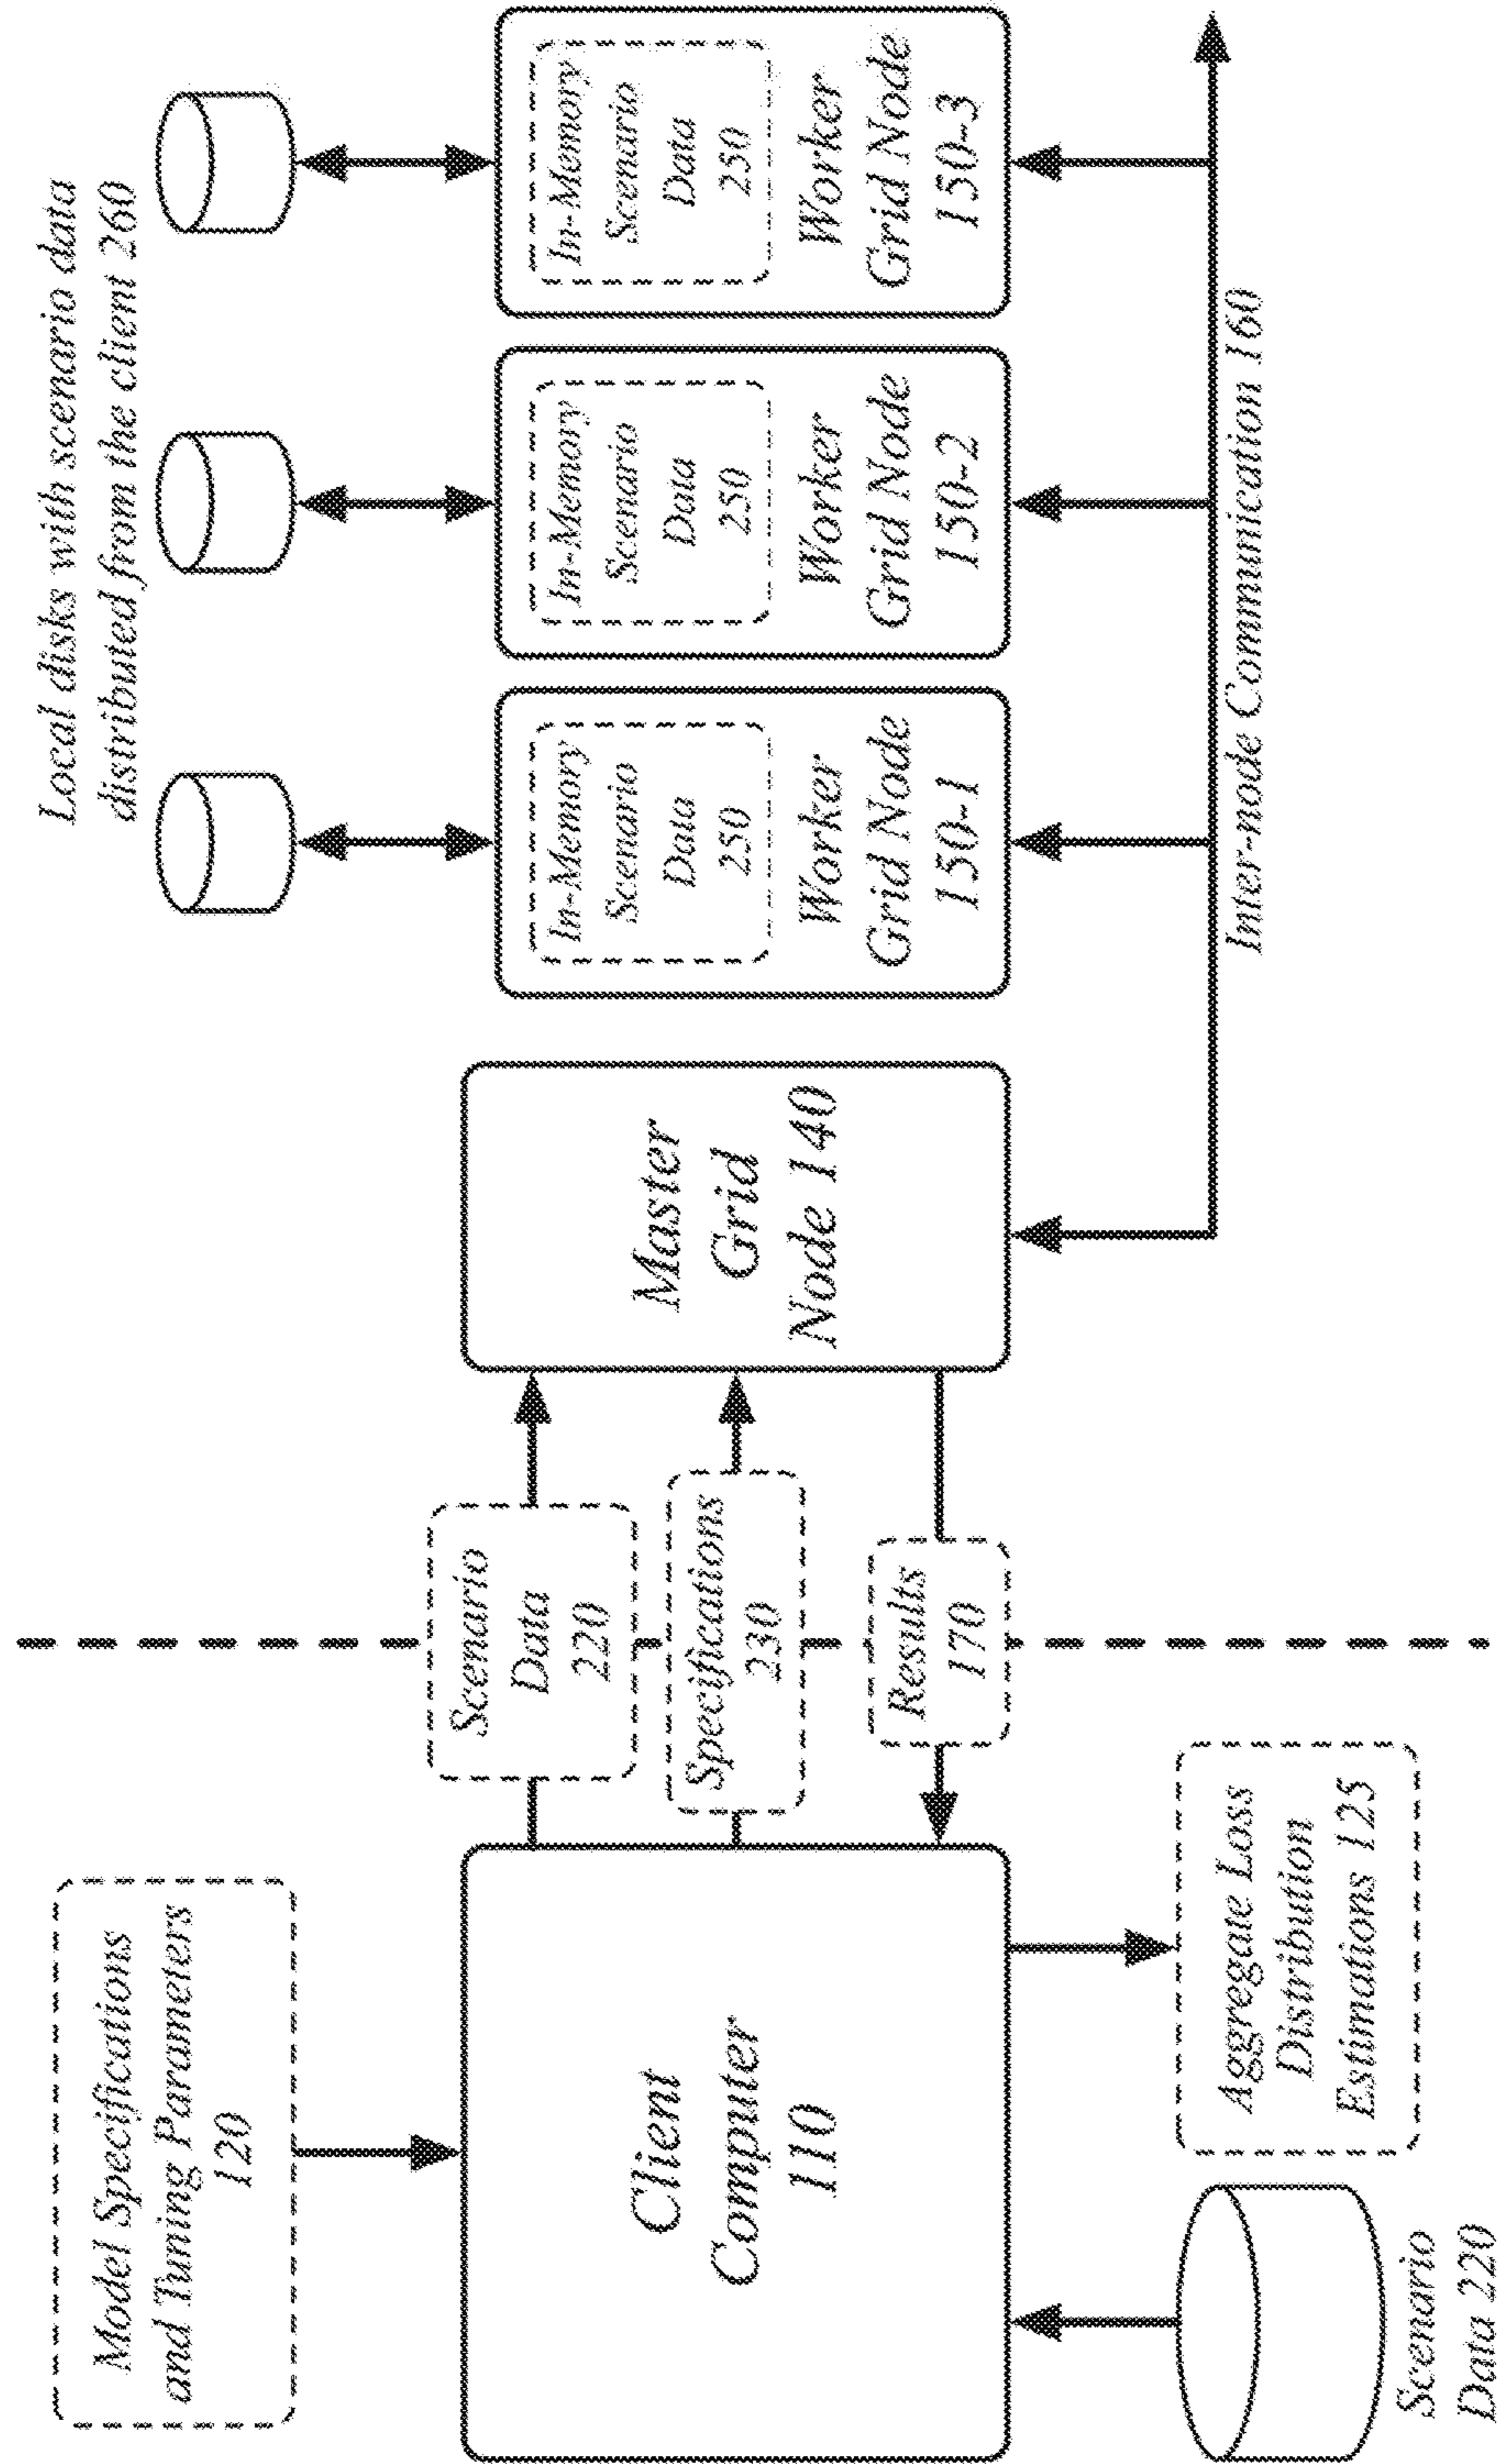 Model Specifications
and Tuning Parameters
120
Client
Computer
110
Scenario
Data 220
Aggregate Loss
Distribution
Estimations 125
Scenario
Data
220
Specifications
230
Results
170
Master
Grid
Node 140
Local disks with scenario data
distributed from the client 260
In-Memory
Scenario
Data
250
Worker
Grid Node
150-1
In-Memory
Scenario
Data
250
Worker
Grid Node
150-2
In-Memory
Scenario
Data
250
Worker
Grid Node
150-3
Inter-node Communication 160